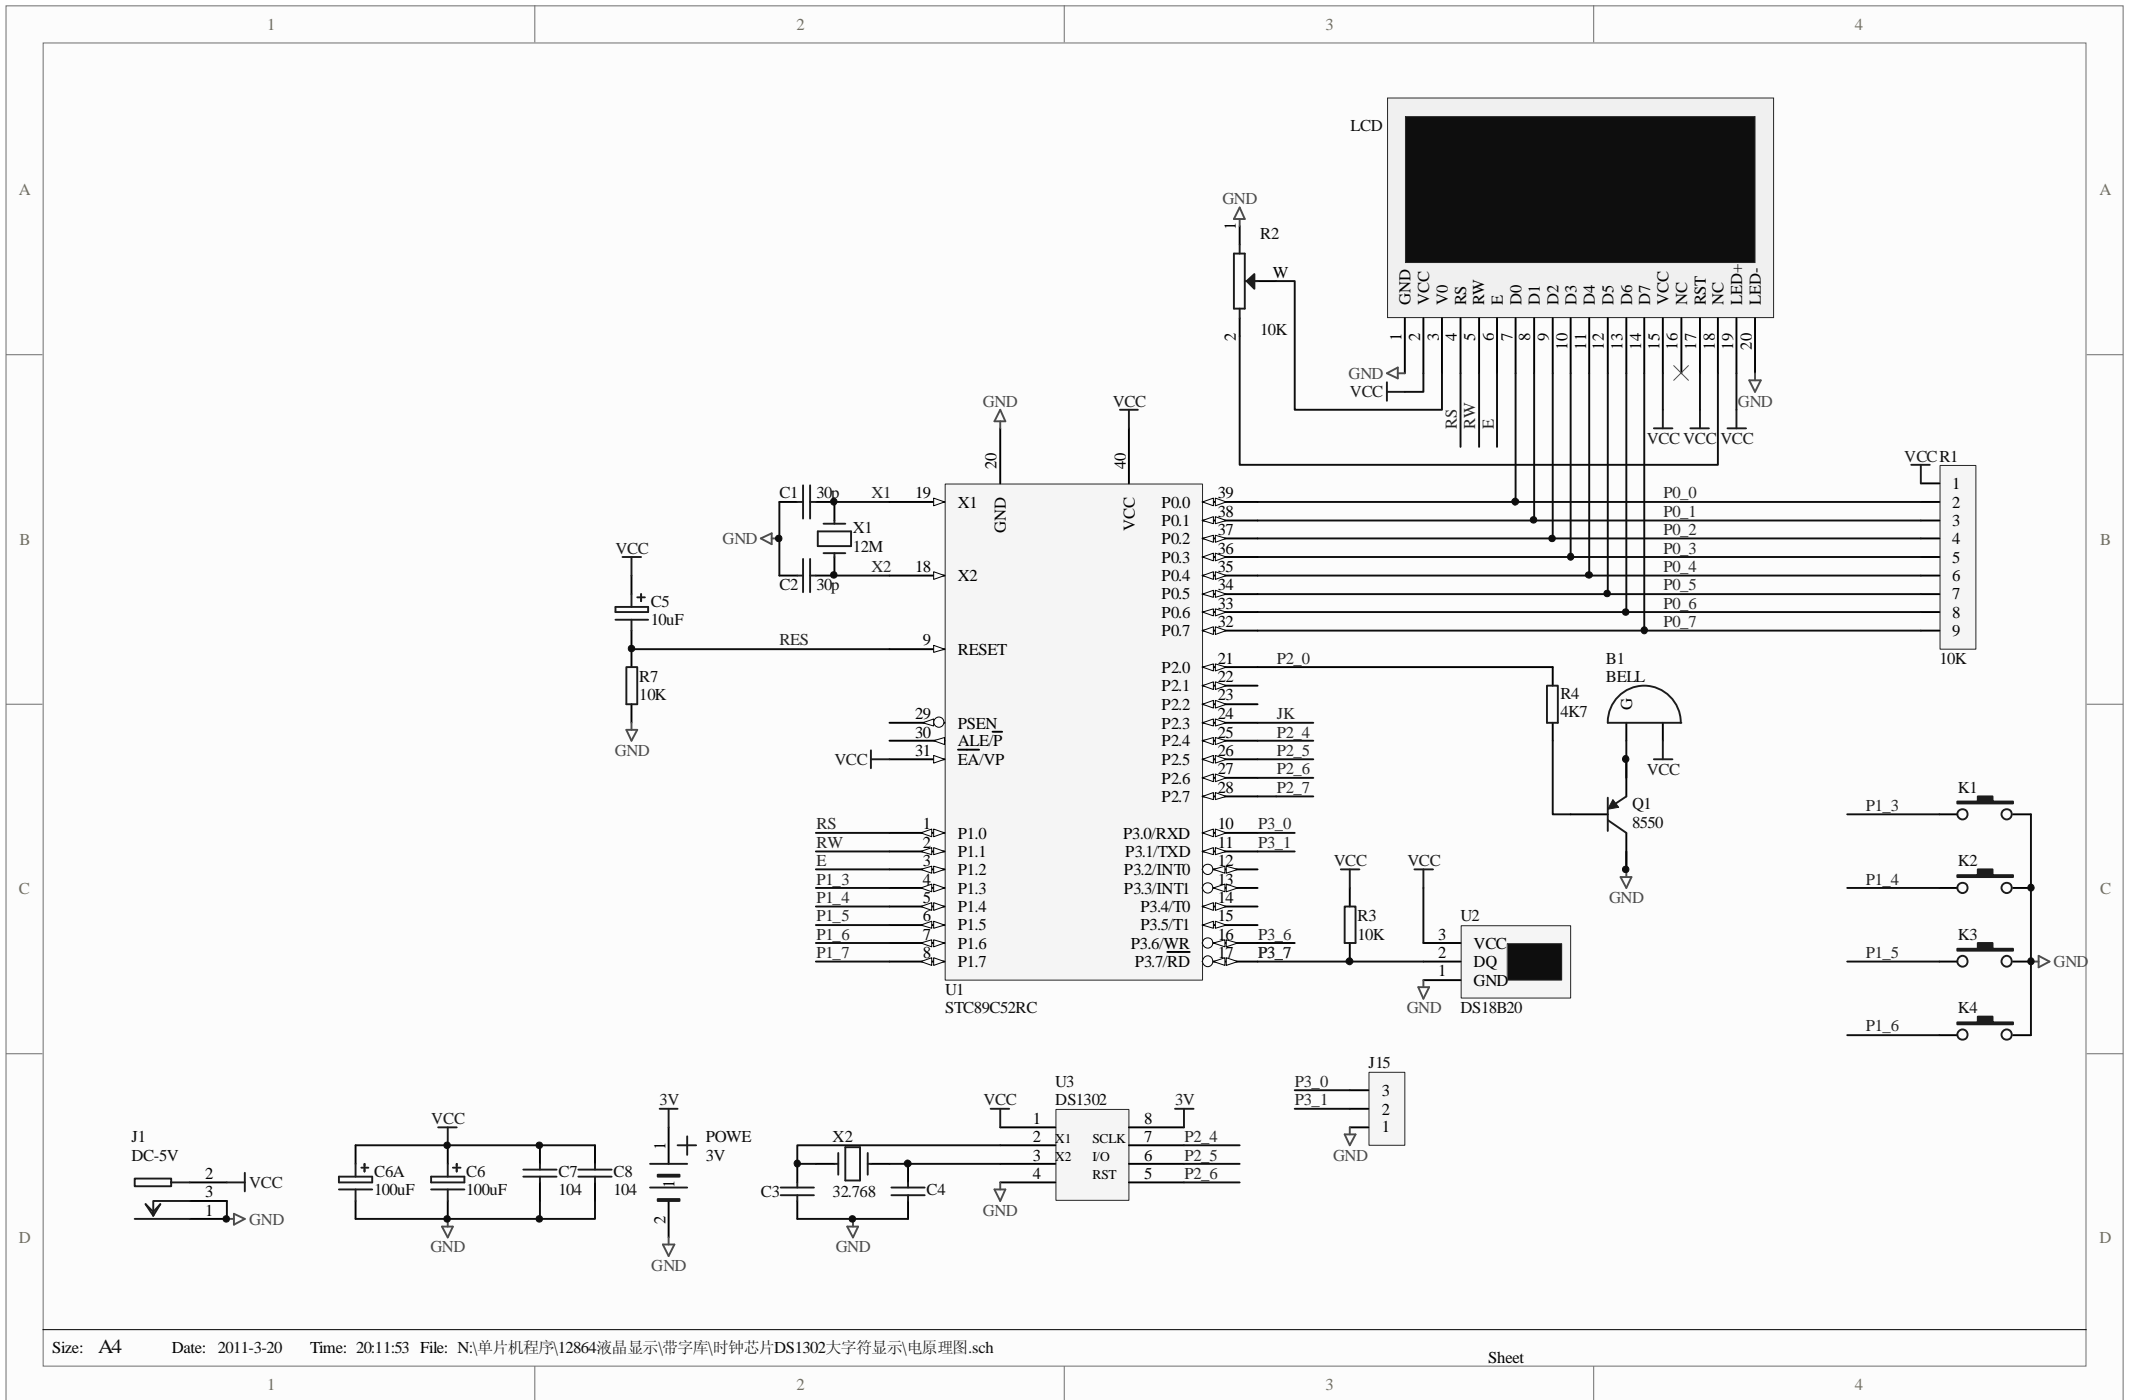 1 2 3 4
A A
B B
C C
D D
LCD
GND VCC V0 RS RW E D0 D1 D2 D3 D4 D5 D6 D7 VCC NC RST NC LED+ LED-
1 2 3 4 5 6 7 8 9 10 11 12 13 14 15 16 17 18 19 20
GND
VCC
RS RW E
VCC VCC VCC
GND
GND
1
R2
W
10K
2
GND
20
GND
VCC
40
VCC
C1 30p
X1
19 X1
GND
X1
12M
C2 30p
X2
18 X2
VCC
+
C5
10uF
RES
9 RESET
R7
10K
GND
29 PSEN
30 ALE/P
VCC 31 EA/VP
RS 1 P1.0
RW 2 P1.1
E 3 P1.2
P1_3 4 P1.3
P1_4 5 P1.4
P1_5 6 P1.5
P1_6 7 P1.6
P1_7 8 P1.7
P0.0 39 P0_0
P0.1 38 P0_1
P0.2 37 P0_2
P0.3 36 P0_3
P0.4 35 P0_4
P0.5 34 P0_5
P0.6 33 P0_6
P0.7 32 P0_7
VCC R1
1
2
3
4
5
6
7
8
9
10K
P2.0 21 P2_0
P2.1 22
P2.2 23
P2.3 24 JK
P2.4 25 P2_4
P2.5 26 P2_5
P2.6 27 P2_6
P2.7 28 P2_7
P3.0/RXD 10 P3_0
P3.1/TXD 11 P3_1
P3.2/INT0 12
P3.3/INT1 13
P3.4/T0 14
P3.5/T1 15
P3.6/WR 16 P3_6
P3.7/RD 17 P3_7
U1
STC89C52RC
R4
4K7
B1
BELL
G
VCC
Q1
8550
GND
VCC
R3
10K
VCC
U2
3 VCC
2 DQ
1 GND
GND
DS18B20
K1
P1_3
K2
P1_4
K3
P1_5
GND
K4
P1_6
J1
DC-5V
2 VCC
3
1 GND
VCC
+ C6A
100uF
+ C6
100uF
C7
104
C8
104
GND
3V
1 +
POWE
3V
1
2
GND
X2
32.768
C3
C4
GND
VCC
U3
DS1302
1 8 3V
2 X1 SCLK 7 P2_4
3 X2 I/O 6 P2_5
4 RST 5 P2_6
GND
J15
P3_0 3
P3_1 2
1
GND
Size: A4 Date: 2011-3-20 Time: 20:11:53 File: N:\单片机程序\12864液晶显示\带字库\时钟芯片DS1302大字符显示\电原理图.sch
Sheet
1 2 3 4